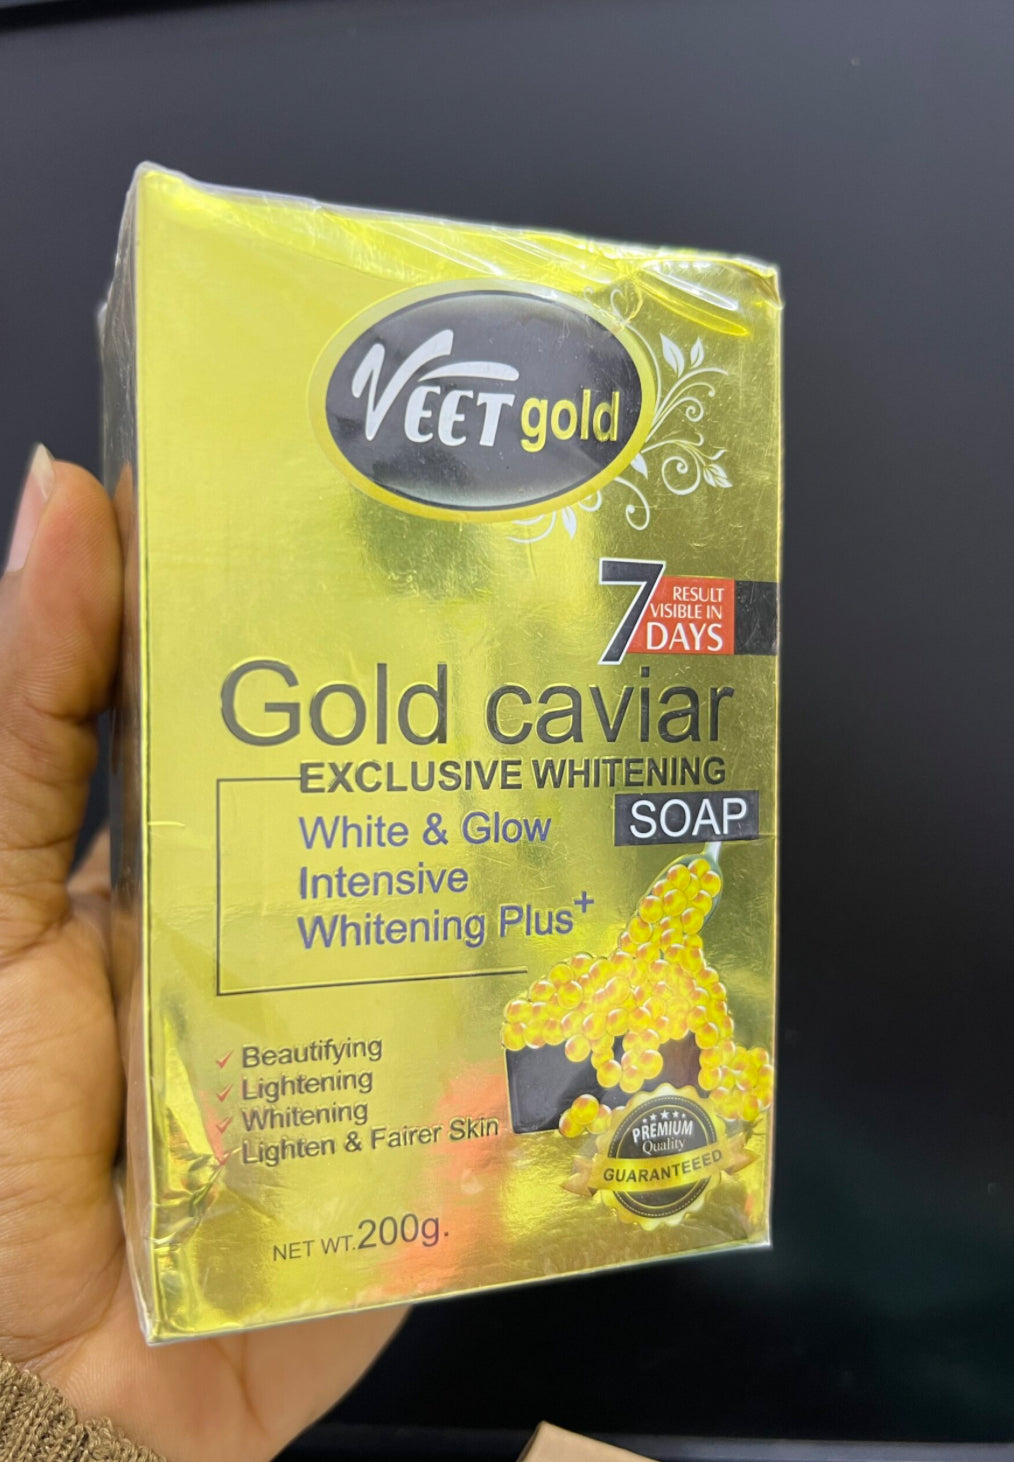 VEET gold
7 RESULT
VISIBLE IN
DAYS
Gold caviar
EXCLUSIVE WHITENING
SOAP
White & Glow
Intensive
Whitening Plus+
Beautifying
Lightening
Whitening
Lighten & Fairer Skin
PREMIUM
Quality
GUARANTEEED
NET WT.200g.